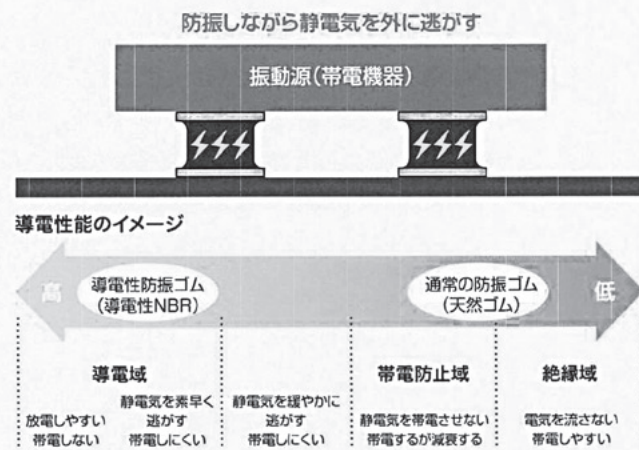 防振しながら静電気を外に逃がす
振動源(帯電機器)
導電性能のイメージ
高
導電性防振ゴム
(導電性NBR)
通常の防振ゴム
(天然ゴム)
低
導電域
帯電防止域
絶縁域
放電しやすい
帯電しない
静電気を素早く
逃がす
帯電しにくい
静電気を緩やかに
逃がす
帯電しにくい
静電気を帯電させない
帯電するが減衰する
電気を流さない
帯電しやすい